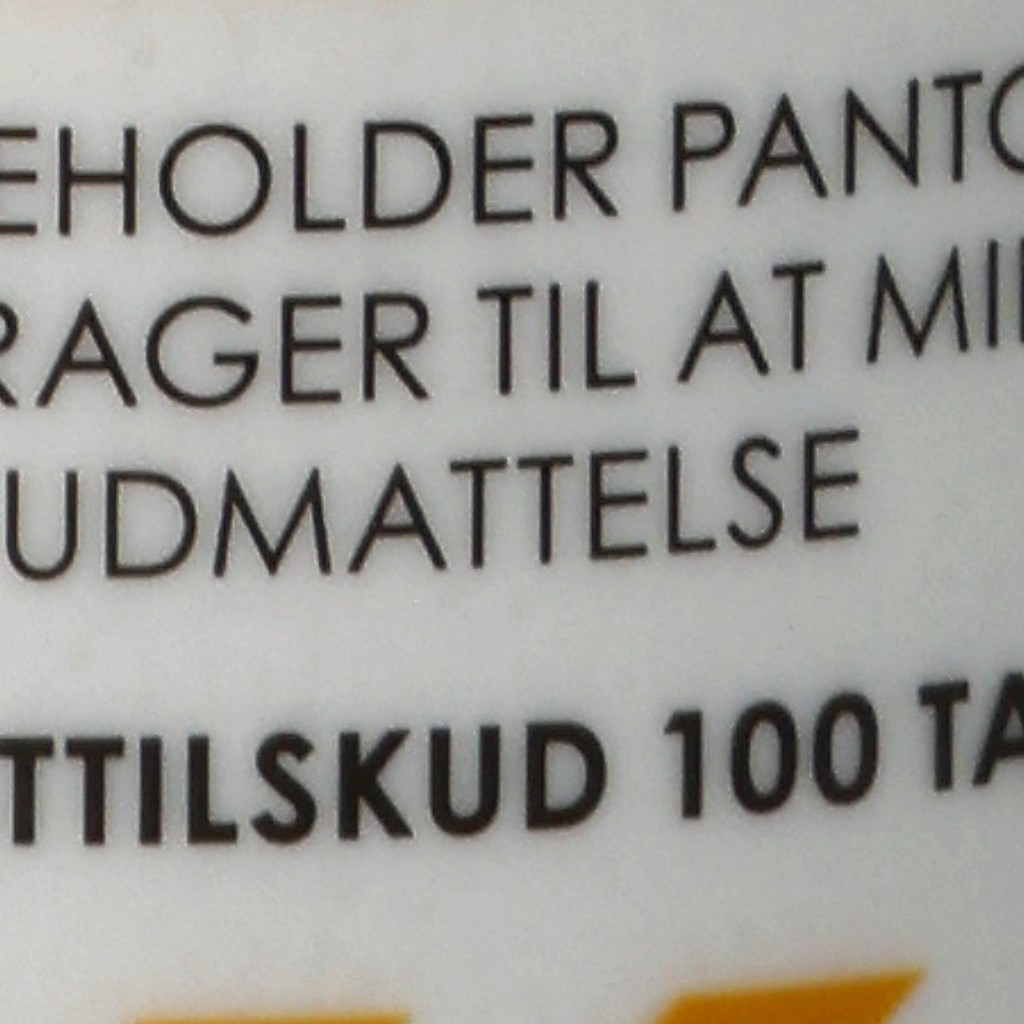 EHOLDER PANTO
RAGER TIL AT MI
UDMATTELSE
TTILSKUD 100 TA